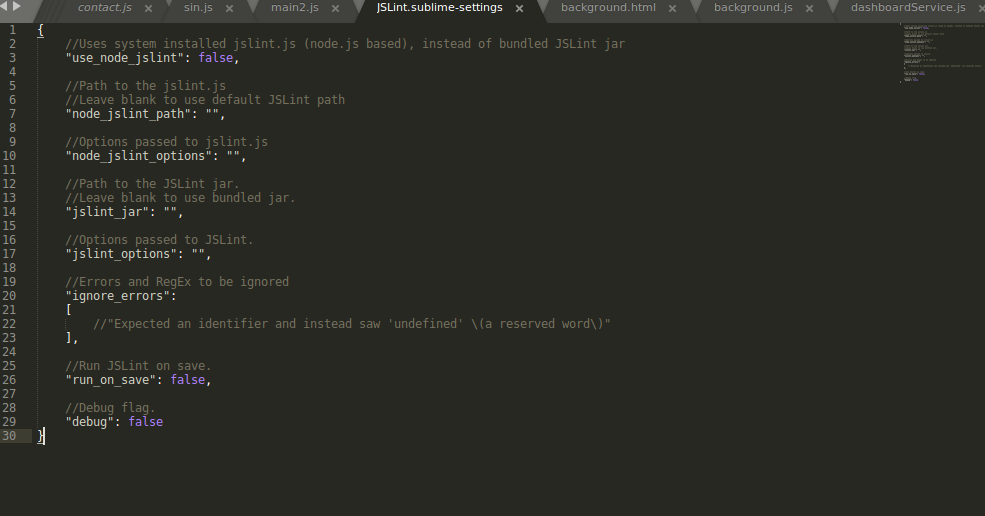 contact.js × sin.js × main2.js × JSLint.sublime-settings × background.html × background.js × dashboardService.js ×
1 {
2 //Uses system installed jslint.js (node.js based), instead of bundled JSLint jar
3 "use_node_jslint": false,
4
5 //Path to the jslint.js
6 //Leave blank to use default JSLint path
7 "node_jslint_path": "",
8
9 //Options passed to jslint.js
10 "node_jslint_options": "",
11
12 //Path to the JSLint jar.
13 //Leave blank to use bundled jar.
14 "jslint_jar": "",
15
16 //Options passed to JSLint.
17 "jslint_options": "",
18
19 //Errors and RegEx to be ignored
20 "ignore_errors":
21 [
22 //"Expected an identifier and instead saw 'undefined' \(a reserved word\)"
23 ],
24
25 //Run JSLint on save.
26 "run_on_save": false,
27
28 //Debug flag.
29 "debug": false
30 }